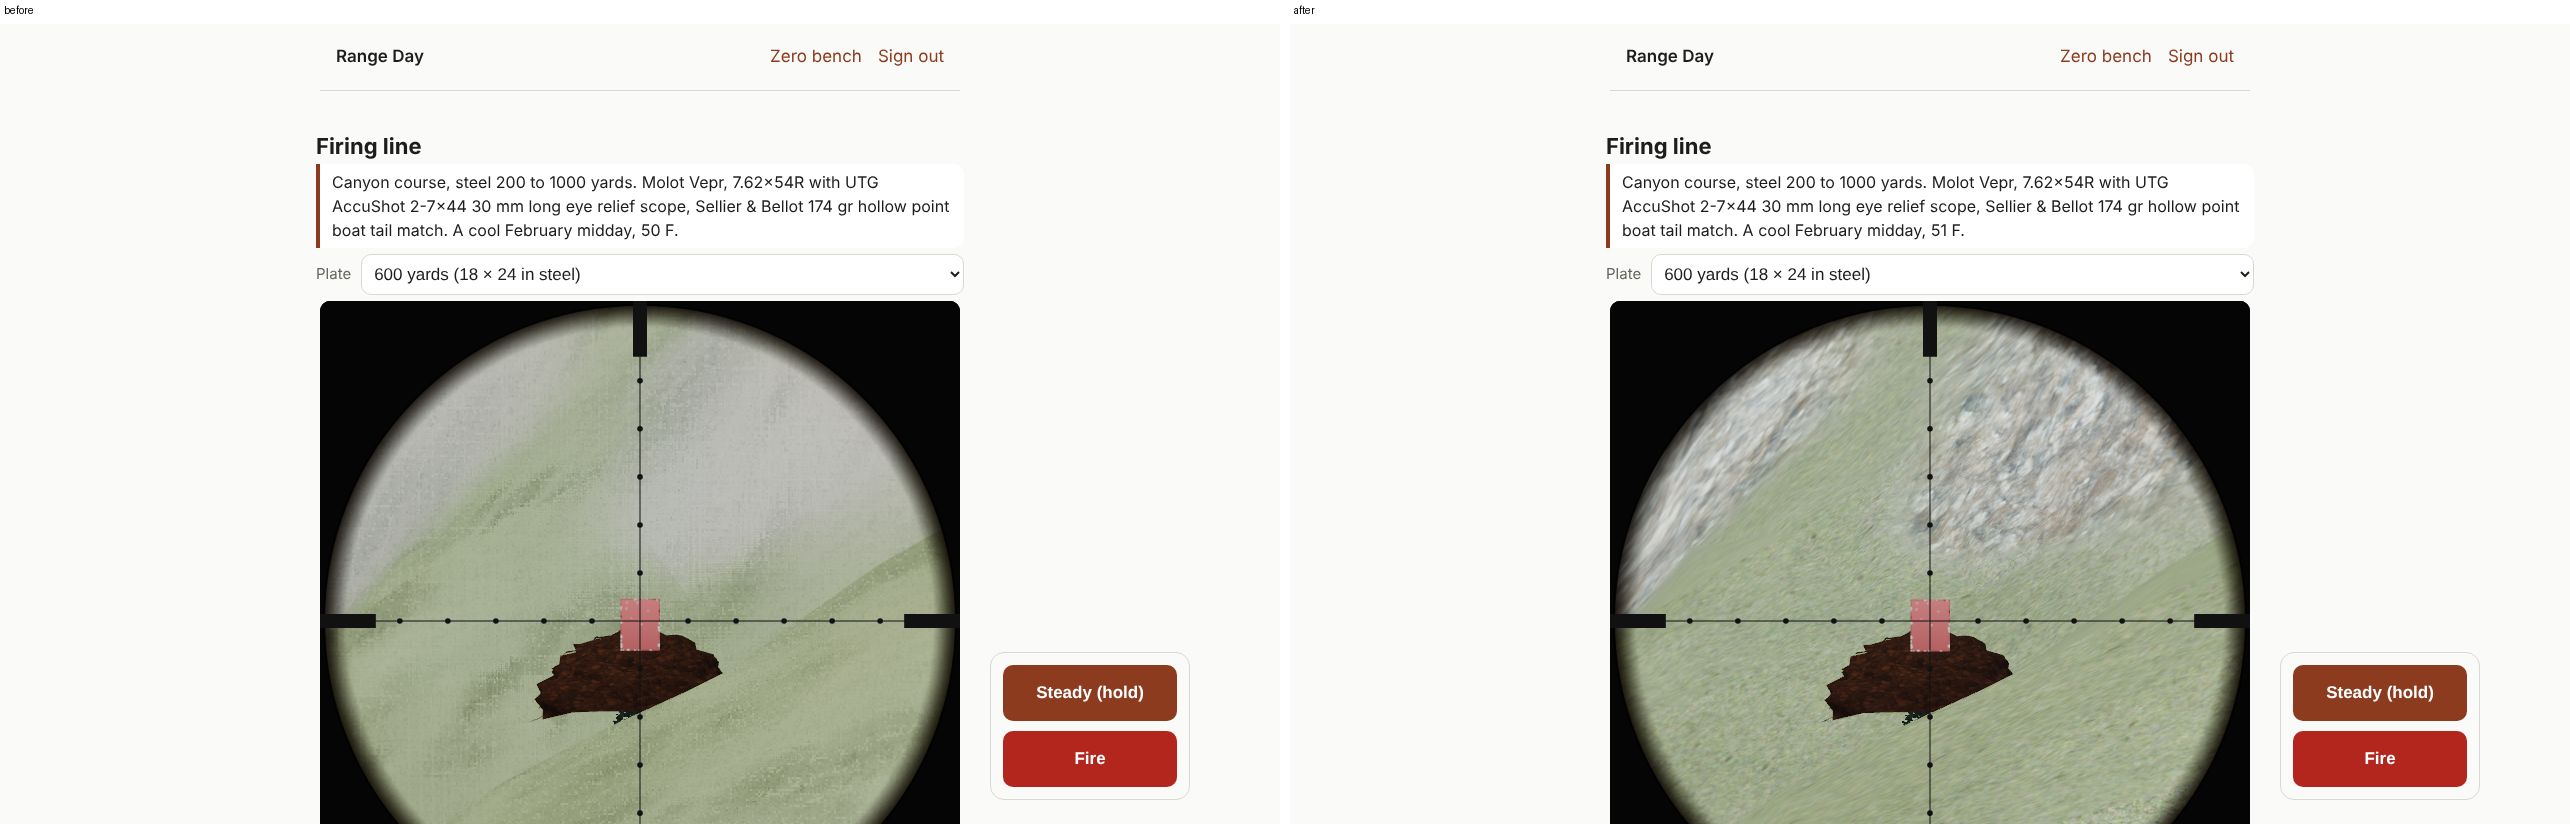 before
Range Day
Zero bench
Sign out
Firing line
Canyon course, steel 200 to 1000 yards. Molot Vepr, 7.62×54R with UTG
AccuShot 2-7×44 30 mm long eye relief scope, Sellier & Bellot 174 gr hollow point
boat tail match. A cool February midday, 50 F.
Plate
600 yards (18 × 24 in steel)
Steady (hold)
Fire
after
Range Day
Zero bench
Sign out
Firing line
Canyon course, steel 200 to 1000 yards. Molot Vepr, 7.62×54R with UTG
AccuShot 2-7×44 30 mm long eye relief scope, Sellier & Bellot 174 gr hollow point
boat tail match. A cool February midday, 51 F.
Plate
600 yards (18 × 24 in steel)
Steady (hold)
Fire